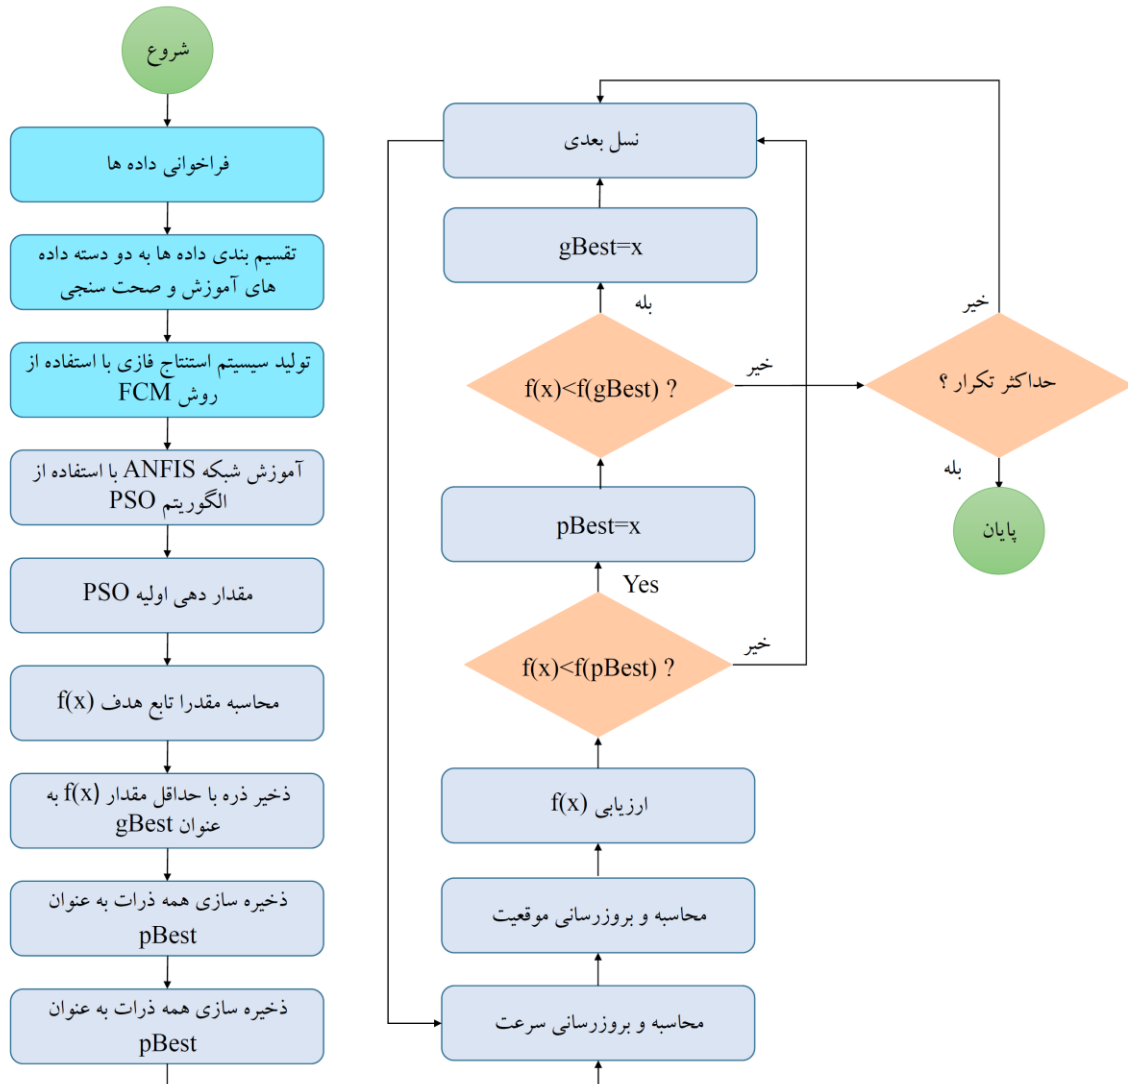 شروع
فراخوانی داده ها
تقسیم بندی داده ها به دو دسته داده
های آموزش و صحت سنجی
تولید سیسیتم استنتاج فازی با استفاده از
روش FCM
آموزش شبکه ANFIS با استفاده از
الگوریتم PSO
مقدار دهی اولیه PSO
محاسبه مقدرا تابع هدف f(x)
ذخیر ذره با حداقل مقدار f(x) به
عنوان gBest
ذخیره سازی همه ذرات به عنوان
pBest
ذخیره سازی همه ذرات به عنوان
pBest
محاسبه و بروزرسانی سرعت
محاسبه و بروزرسانی موقعیت
ارزیابی f(x)
f(x)<f(pBest) ?
خیر
Yes
pBest=x
f(x)<f(gBest) ?
خیر
بله
gBest=x
نسل بعدی
حداکثر تکرار ؟
خیر
بله
پایان